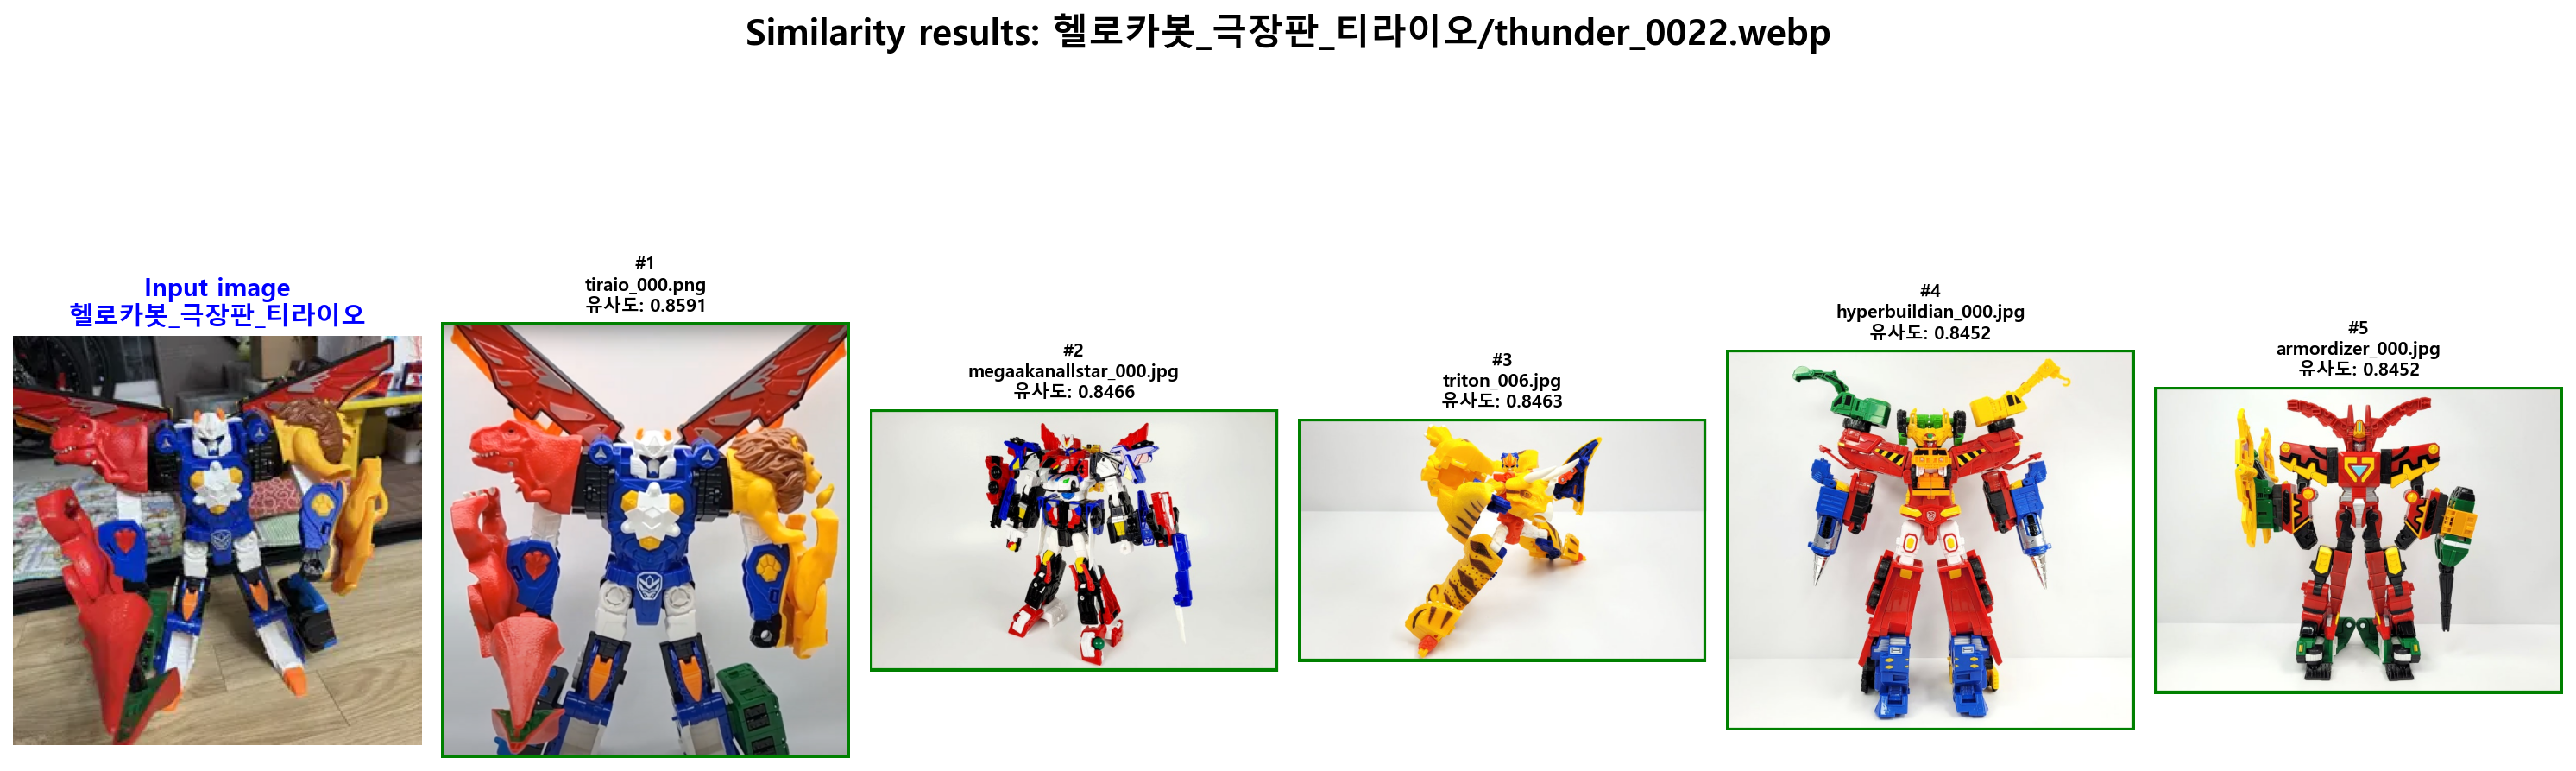 Similarity results: 헬로카봇_극장판_티라이오/thunder_0022.webp
Input image
헬로카봇_극장판_티라이오
#1
tiraio_000.png
유사도: 0.8591
#2
megaakanallstar_000.jpg
유사도: 0.8466
#3
triton_006.jpg
유사도: 0.8463
#4
hyperbuildian_000.jpg
유사도: 0.8452
#5
armordizer_000.jpg
유사도: 0.8452